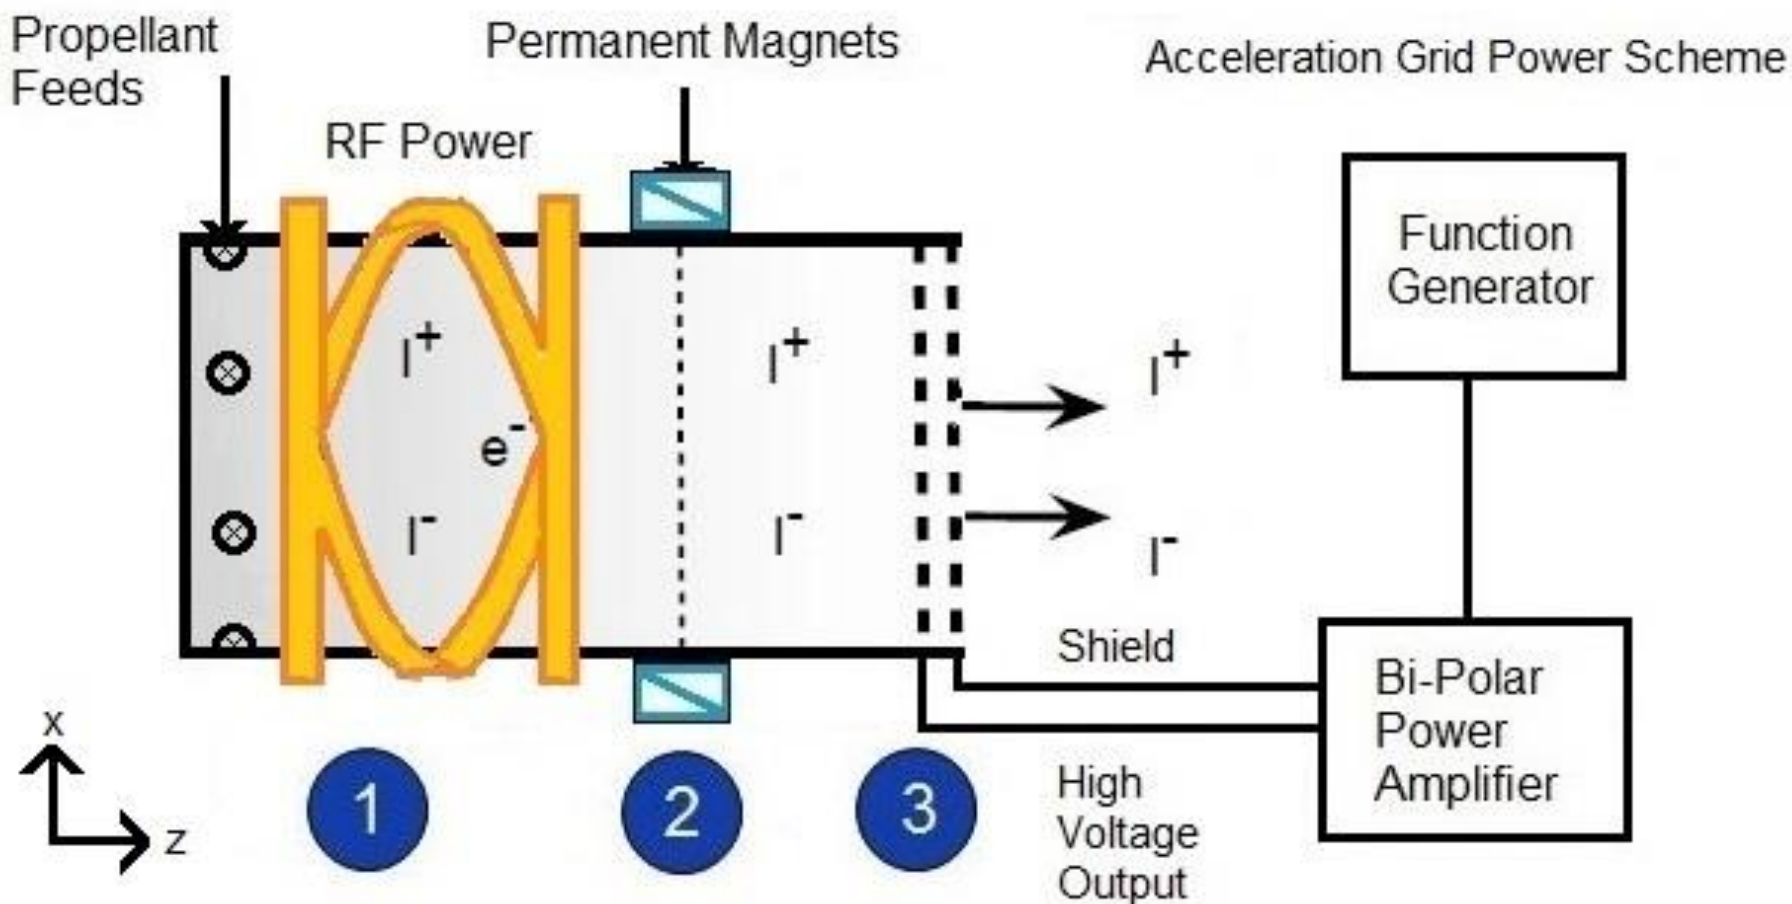 Propellant
Feeds
Permanent Magnets
Acceleration Grid Power Scheme
RF Power
Function
Generator
I+
I+
I+
e-
I-
I-
I-
Shield
Bi-Polar
Power
Amplifier
High
Voltage
Output
x
z
1
2
3